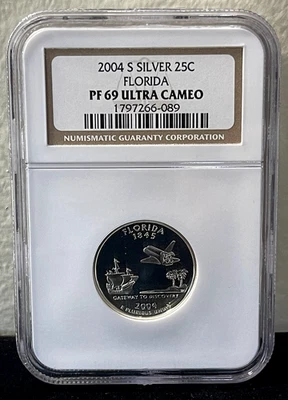 2004 S SILVER 25C
FLORIDA
PF 69 ULTRA CAMEO
1797266-089
NUMISMATIC GUARANTY CORPORATION
FLORIDA
1845
GATEWAY TO DISCOVERY
2004
E PLURIBUS UNUM